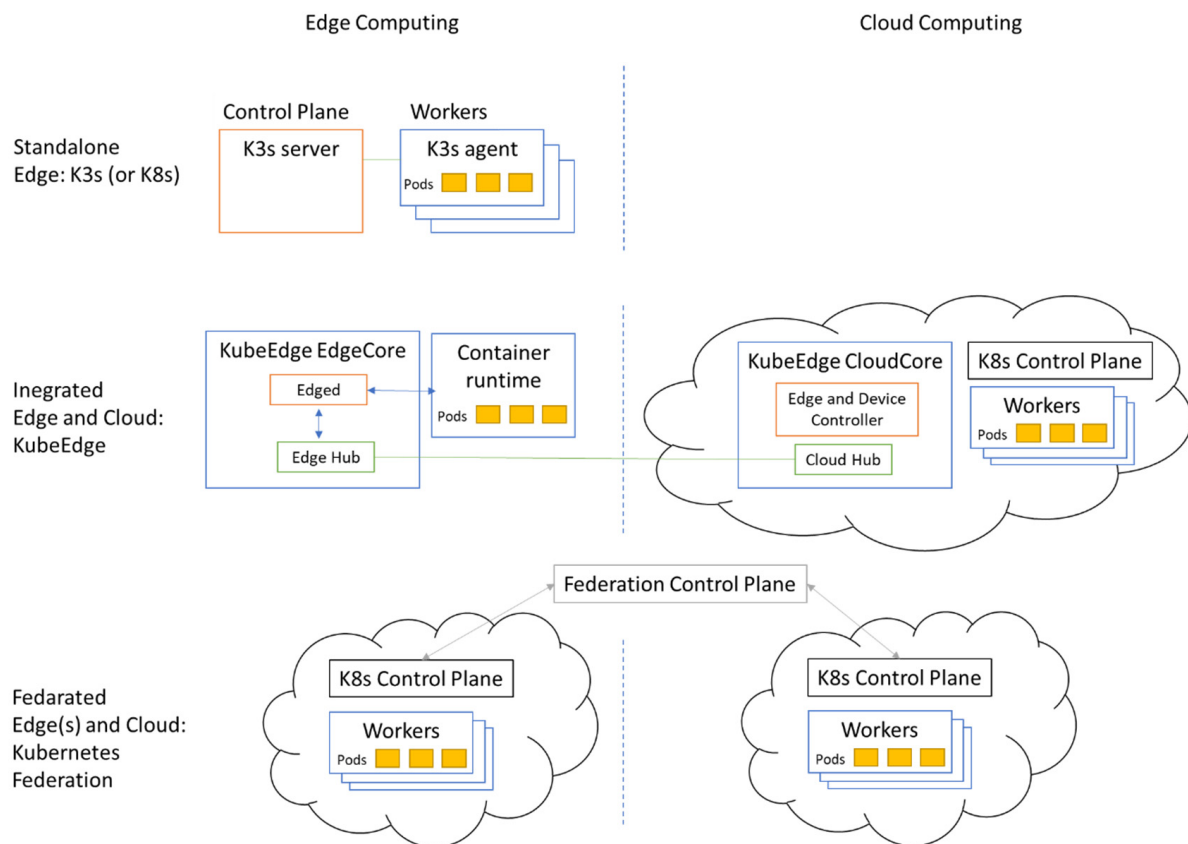 Edge Computing
Cloud Computing
Standalone
Edge: K3s (or K8s)
Control Plane
Workers
K3s server
K3s agent
Pods
Inegrated
Edge and Cloud:
KubeEdge
KubeEdge EdgeCore
Edged
Edge Hub
Container
runtime
Pods
KubeEdge CloudCore
Edge and Device
Controller
Cloud Hub
K8s Control Plane
Workers
Pods
Federation Control Plane
Fedarated
Edge(s) and Cloud:
Kubernetes
Federation
K8s Control Plane
Workers
Pods
K8s Control Plane
Workers
Pods